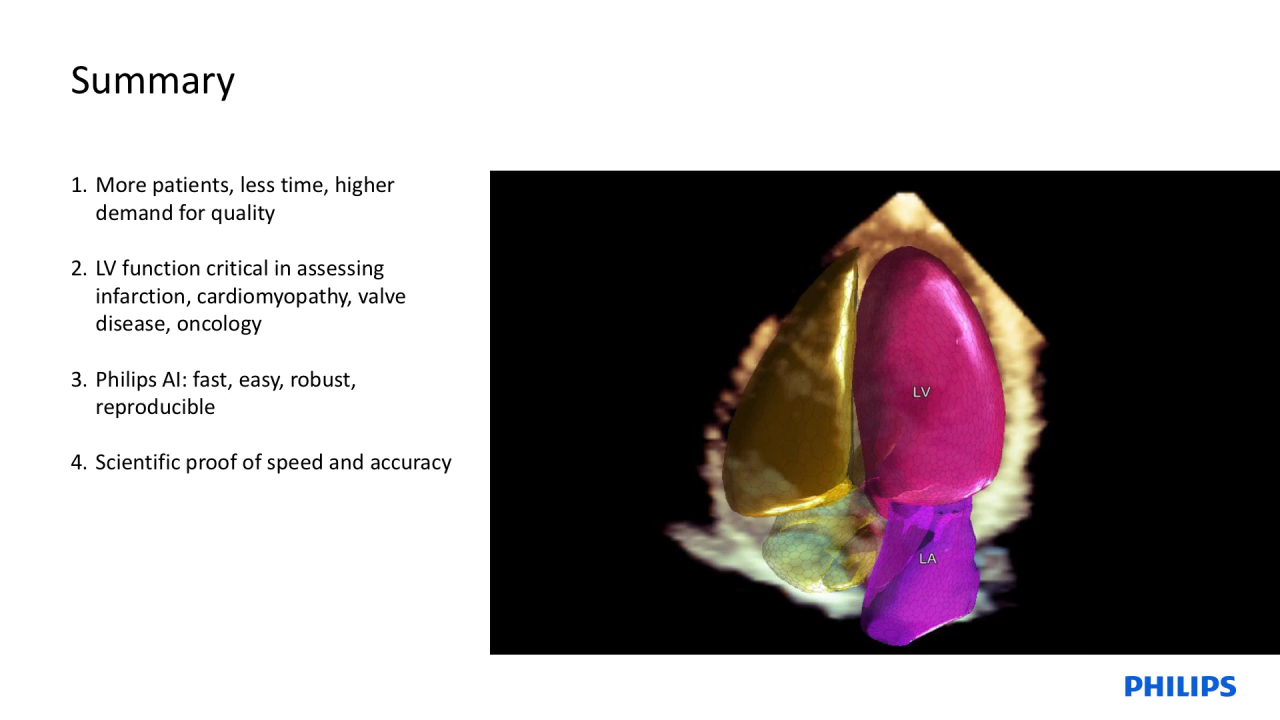 Summary
1. More patients, less time, higher
demand for quality
2. LV function critical in assessing
infarction, cardiomyopathy, valve
disease, oncology
3. Philips AI: fast, easy, robust,
reproducible
4. Scientific proof of speed and accuracy
LV
LA
PHILIPS